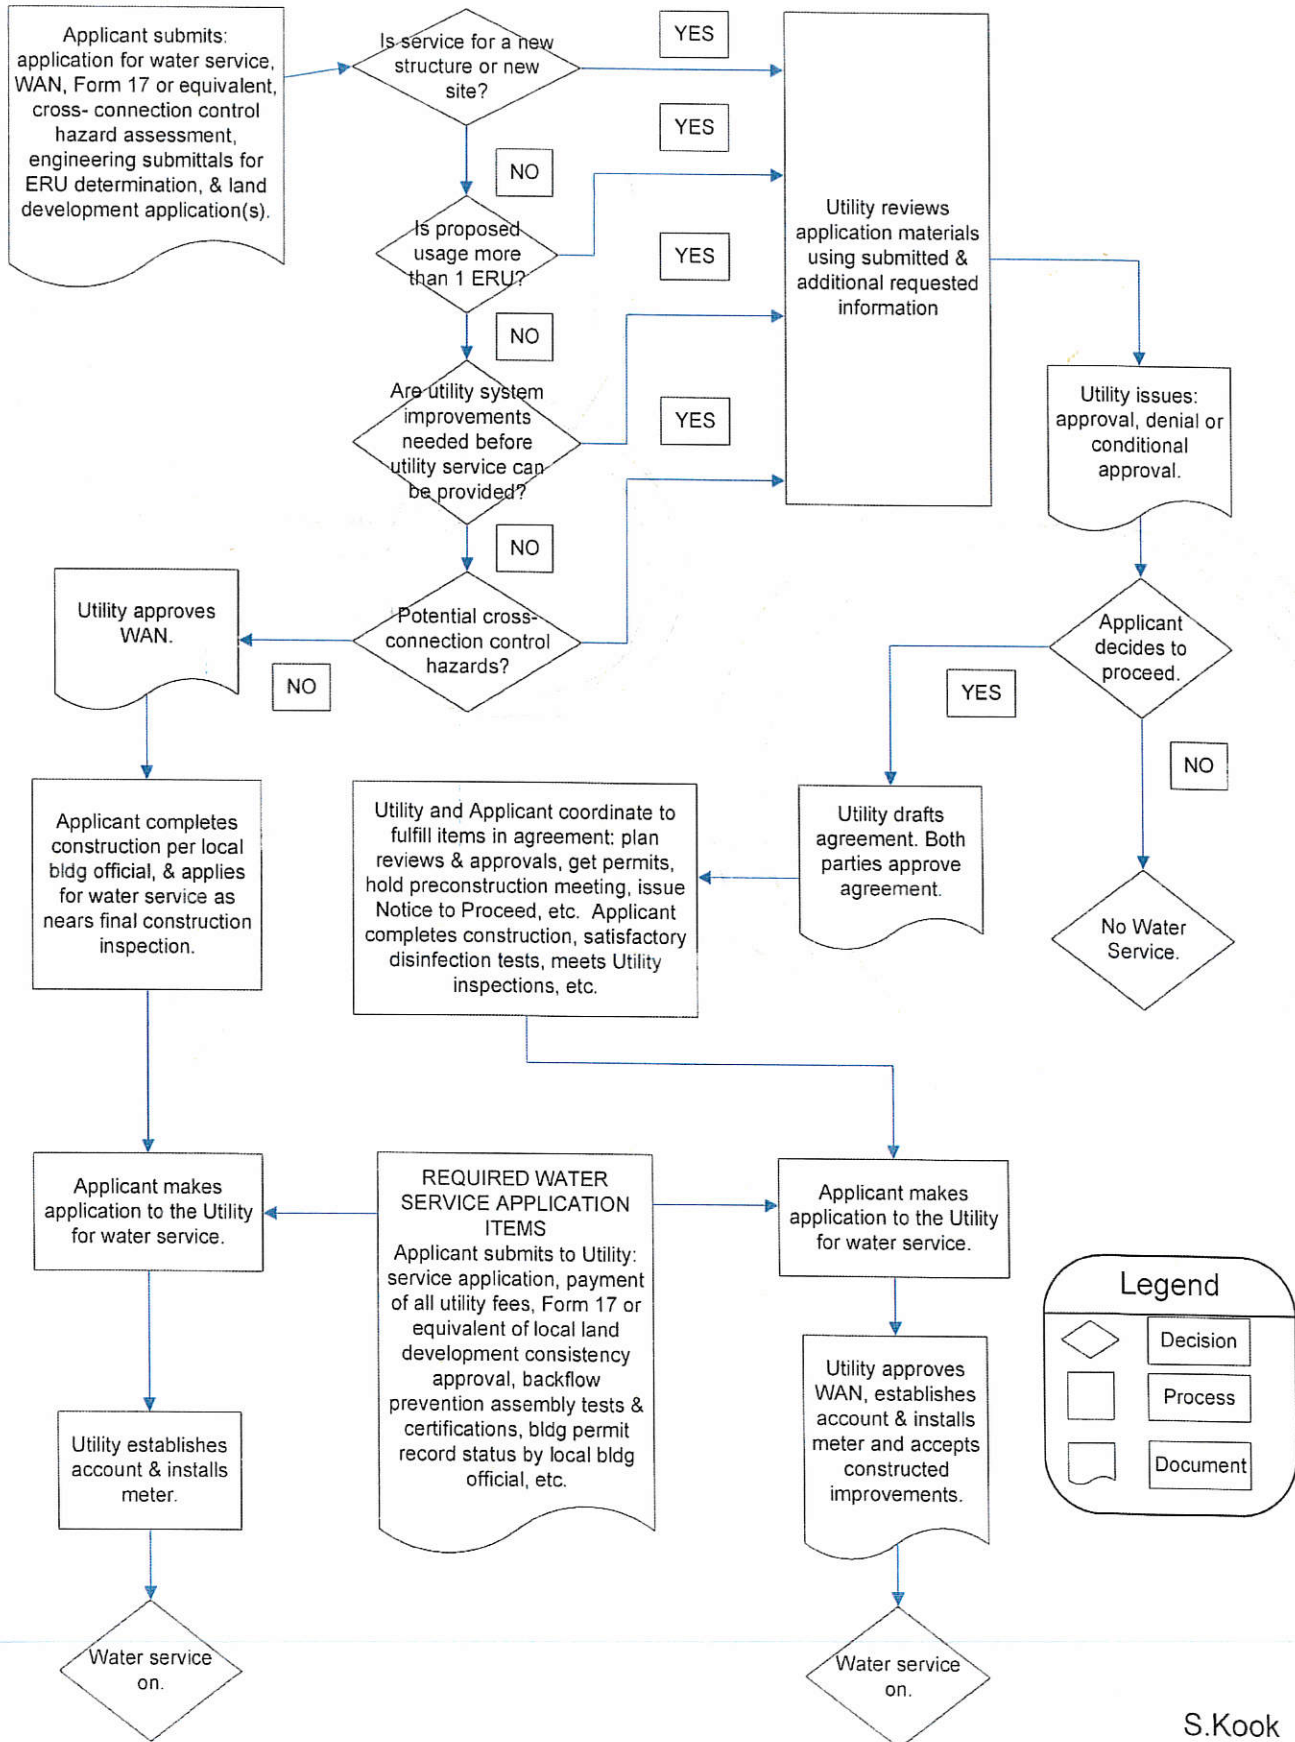 Applicant submits:
application for water service,
WAN, Form 17 or equivalent,
cross- connection control
hazard assessment,
engineering submittals for
ERU determination, & land
development application(s).
Is service for a new
structure or new
site?
YES
NO
Is proposed
usage more
than 1 ERU?
YES
NO
Are utility system
improvements
needed before
utility service can
be provided?
YES
NO
Potential cross-
connection control
hazards?
YES
NO
Utility reviews
application materials
using submitted &
additional requested
information
Utility issues:
approval, denial or
conditional
approval.
Applicant
decides to
proceed.
YES
NO
No Water
Service.
Utility drafts
agreement. Both
parties approve
agreement.
Utility and Applicant coordinate to
fulfill items in agreement: plan
reviews & approvals, get permits,
hold preconstruction meeting, issue
Notice to Proceed, etc. Applicant
completes construction, satisfactory
disinfection tests, meets Utility
inspections, etc.
Utility approves
WAN.
Applicant completes
construction per local
bldg official, & applies
for water service as
nears final construction
inspection.
Applicant makes
application to the Utility
for water service.
REQUIRED WATER
SERVICE APPLICATION
ITEMS
Applicant submits to Utility:
service application, payment
of all utility fees, Form 17 or
equivalent of local land
development consistency
approval, backflow
prevention assembly tests &
certifications, bldg permit
record status by local bldg
official, etc.
Applicant makes
application to the Utility
for water service.
Utility establishes
account & installs
meter.
Utility approves
WAN, establishes
account & installs
meter and accepts
constructed
improvements.
Water service
on.
Water service
on.
Legend
Decision
Process
Document
S.Kook